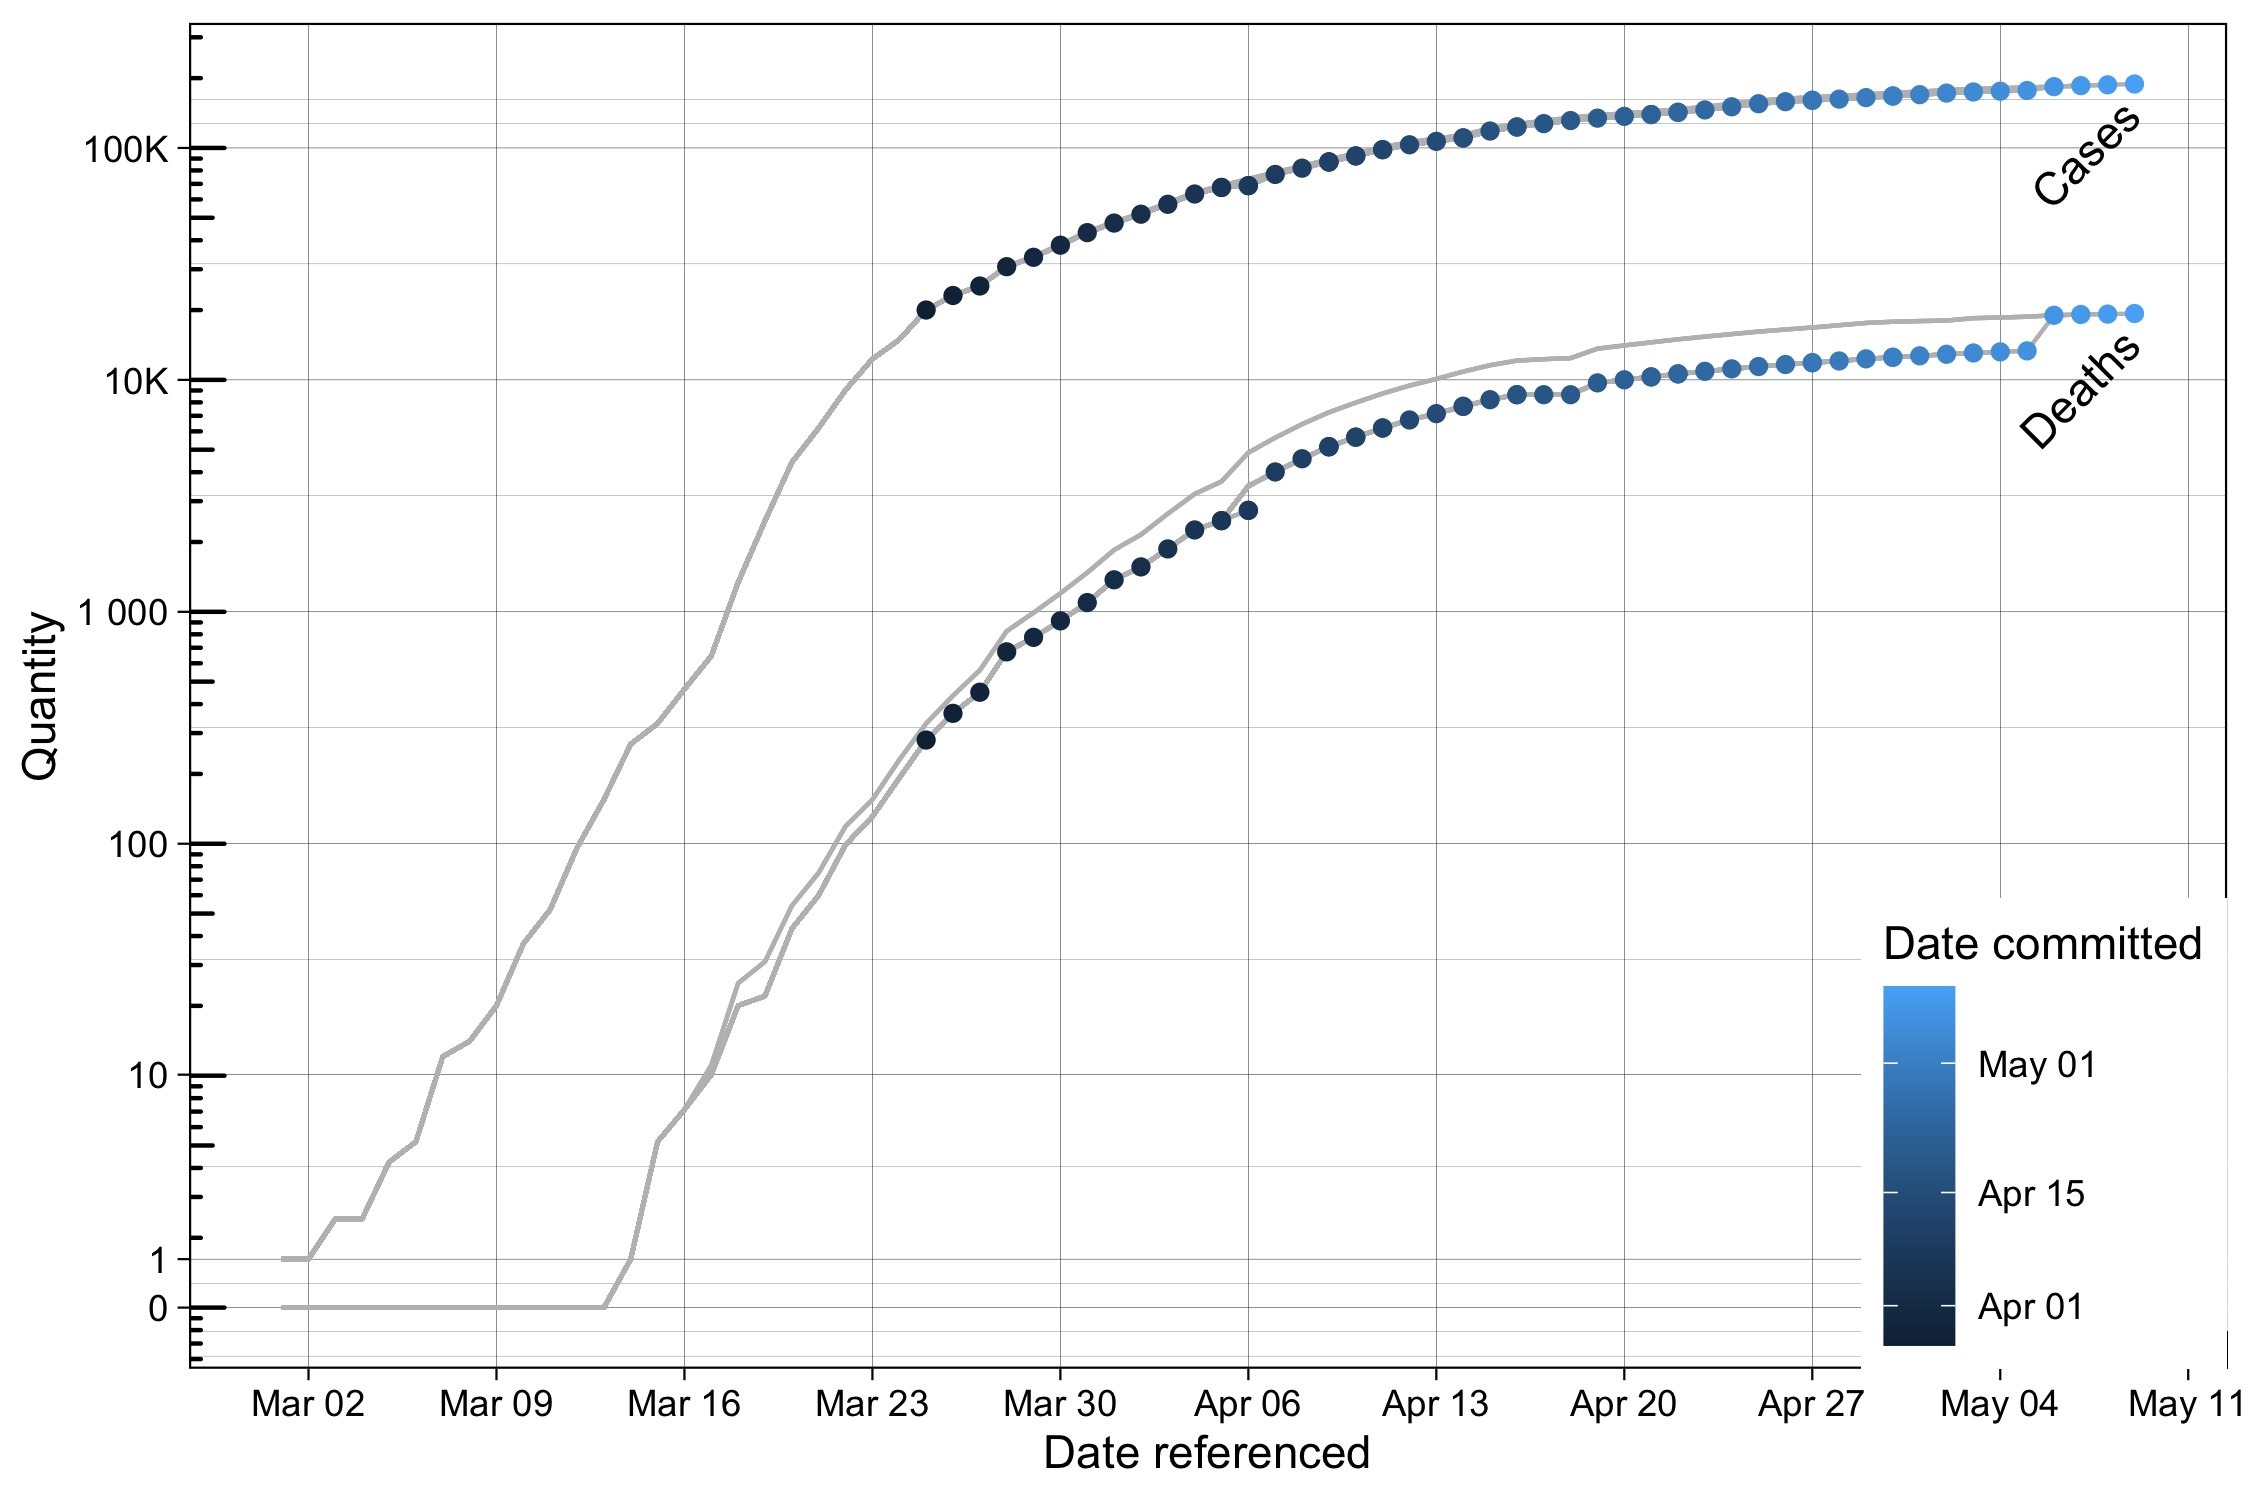 Quantity
100K
10K
1 000
100
10
1
0
Cases
Deaths
Date committed
May 01
Apr 15
Apr 01
Mar 02 Mar 09 Mar 16 Mar 23 Mar 30 Apr 06 Apr 13 Apr 20 Apr 27 May 04 May 11
Date referenced